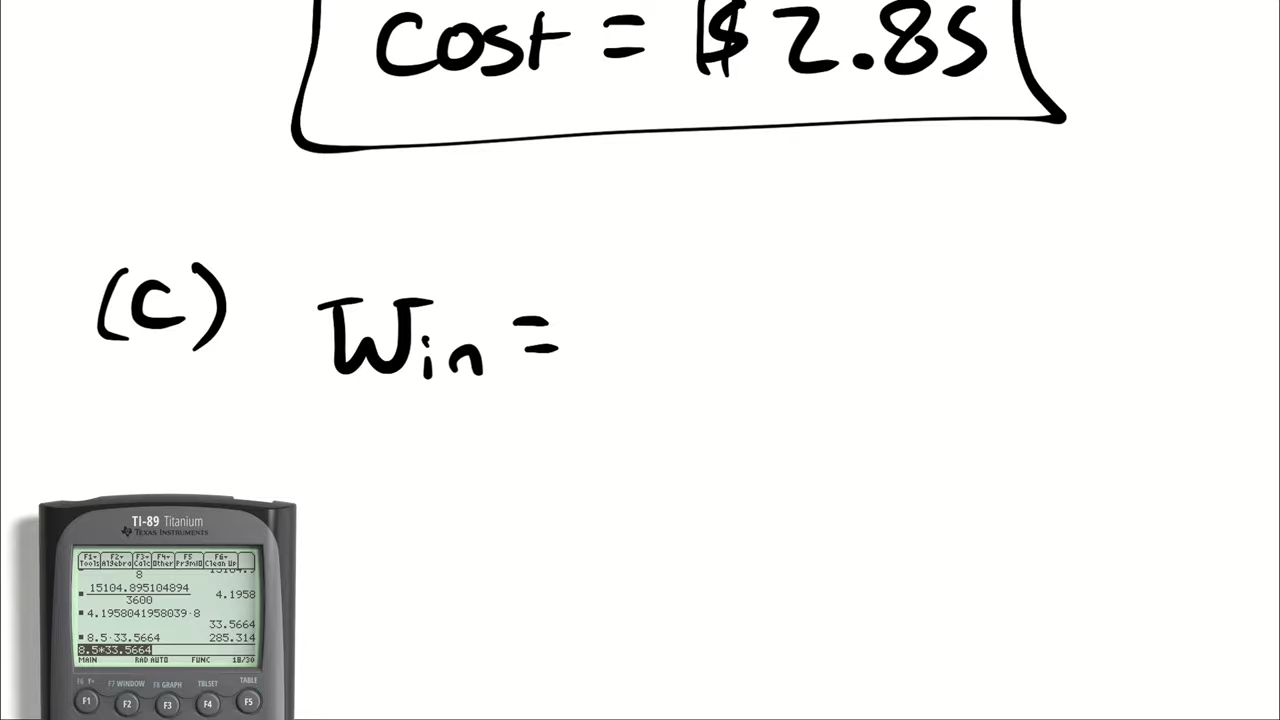 Cost = $2.85
(c) Win =
TI-89 Titanium
TEXAS INSTRUMENTS
F1 F2 F3 F4 F5 F6
Tools Algebra Calc Other PrgmIO Clean Up
8
15104.895104894
3600
4.1958
4.1958041958039·8
33.5664
8.5·33.5664 285.314
8.5*33.5664
MAIN RAD AUTO FUNC 18/30
F7 WINDOW F8 GRAPH TBLSET TABLE
F1 F2 F3 F4 F5